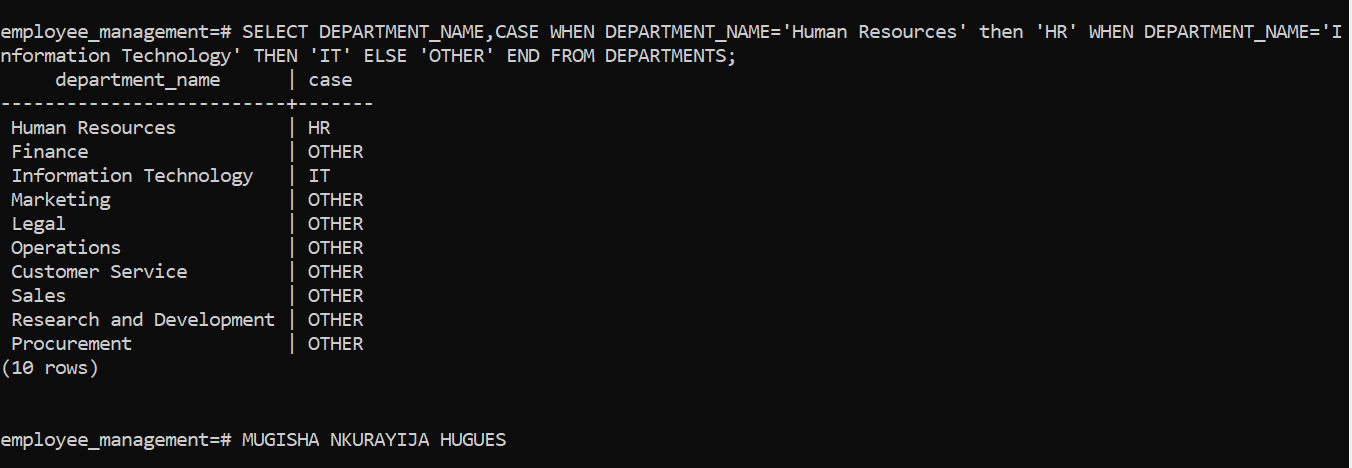 employee_management=# SELECT DEPARTMENT_NAME,CASE WHEN DEPARTMENT_NAME='Human Resources' then 'HR' WHEN DEPARTMENT_NAME='I
nformation Technology' THEN 'IT' ELSE 'OTHER' END FROM DEPARTMENTS;
     department_name      | case
--------------------------+-------
 Human Resources          | HR
 Finance                  | OTHER
 Information Technology   | IT
 Marketing                | OTHER
 Legal                    | OTHER
 Operations               | OTHER
 Customer Service         | OTHER
 Sales                    | OTHER
 Research and Development | OTHER
 Procurement              | OTHER
(10 rows)
employee_management=# MUGISHA NKURAYIJA HUGUES